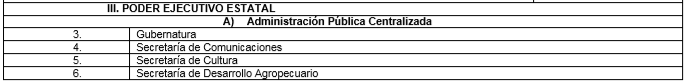 III. PODER EJECUTIVO ESTATAL
A) Administración Pública Centralizada
3. Gubernatura
4. Secretaría de Comunicaciones
5. Secretaría de Cultura
6. Secretaría de Desarrollo Agropecuario